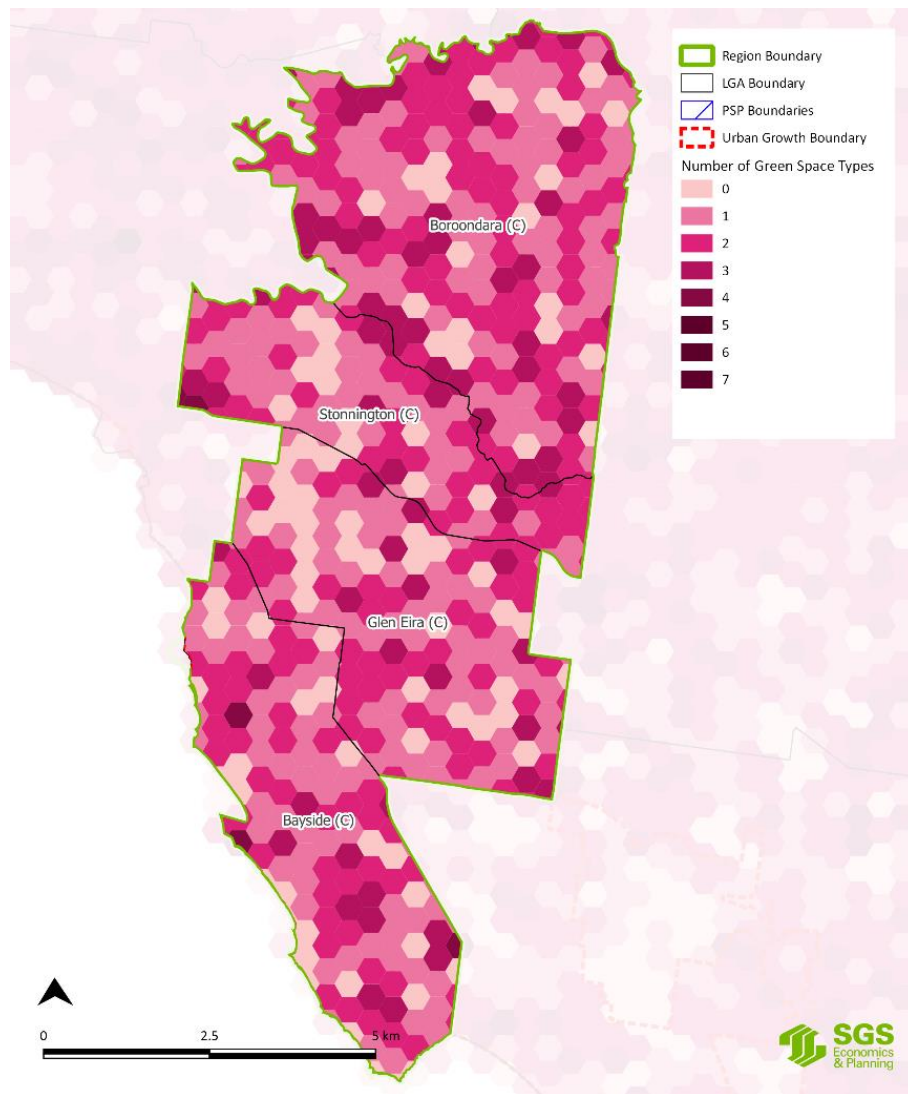 Region Boundary
LGA Boundary
PSP Boundaries
Urban Growth Boundary
Number of Green Space Types
0
1
2
3
4
5
6
7
Boroondara (C)
Stonnington (C)
Glen Eira (C)
Bayside (C)
0 2.5 5 km
SGS
Economics
& Planning